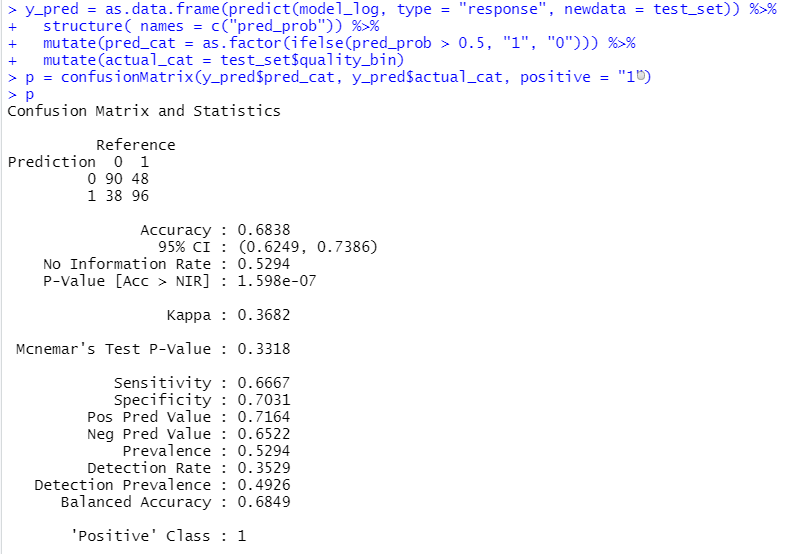 > y_pred = as.data.frame(predict(model_log, type = "response", newdata = test_set)) %>%
+   structure( names = c("pred_prob")) %>%
+   mutate(pred_cat = as.factor(ifelse(pred_prob > 0.5, "1", "0"))) %>%
+   mutate(actual_cat = test_set$quality_bin)
> p = confusionMatrix(y_pred$pred_cat, y_pred$actual_cat, positive = "1")
> p
Confusion Matrix and Statistics
Reference
Prediction  0  1
0 90 48
1 38 96
Accuracy : 0.6838
95% CI : (0.6249, 0.7386)
No Information Rate : 0.5294
P-Value [Acc > NIR] : 1.598e-07
Kappa : 0.3682
Mcnemar's Test P-Value : 0.3318
Sensitivity : 0.6667
Specificity : 0.7031
Pos Pred Value : 0.7164
Neg Pred Value : 0.6522
Prevalence : 0.5294
Detection Rate : 0.3529
Detection Prevalence : 0.4926
Balanced Accuracy : 0.6849
'Positive' Class : 1